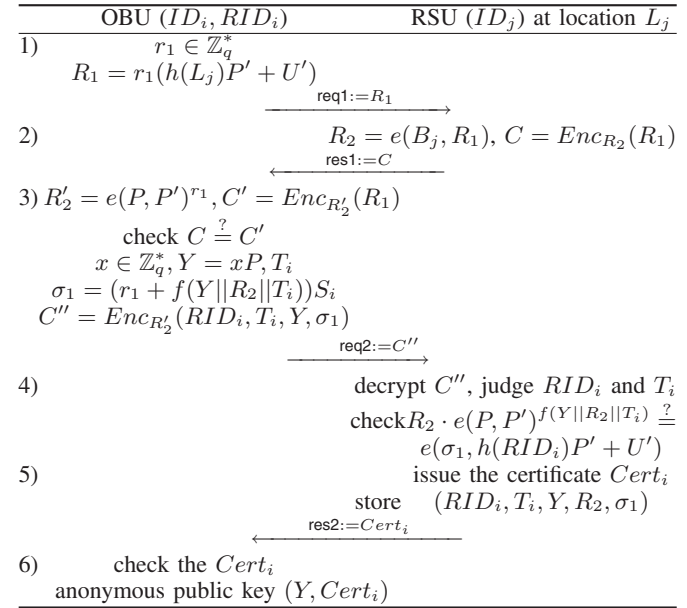 OBU (ID_i, RID_i) RSU (ID_j) at location L_j
1) r_1 ∈ ℤ_q^*
R_1 = r_1(h(L_j)P′ + U′)
req1:=R_1
2) R_2 = e(B_j, R_1), C = Enc_{R_2}(R_1)
res1:=C
3) R′_2 = e(P, P′)^{r_1}, C′ = Enc_{R′_2}(R_1)
check C ≟ C′
x ∈ ℤ_q^*, Y = xP, T_i
σ_1 = (r_1 + f(Y||R_2||T_i))S_i
C′′ = Enc_{R′_2}(RID_i, T_i, Y, σ_1)
req2:=C′′
4) decrypt C′′, judge RID_i and T_i
checkR_2 · e(P, P′)^{f(Y||R_2||T_i)} ≟
e(σ_1, h(RID_i)P′ + U′)
5) issue the certificate Cert_i
store (RID_i, T_i, Y, R_2, σ_1)
res2:=Cert_i
6) check the Cert_i
anonymous public key (Y, Cert_i)